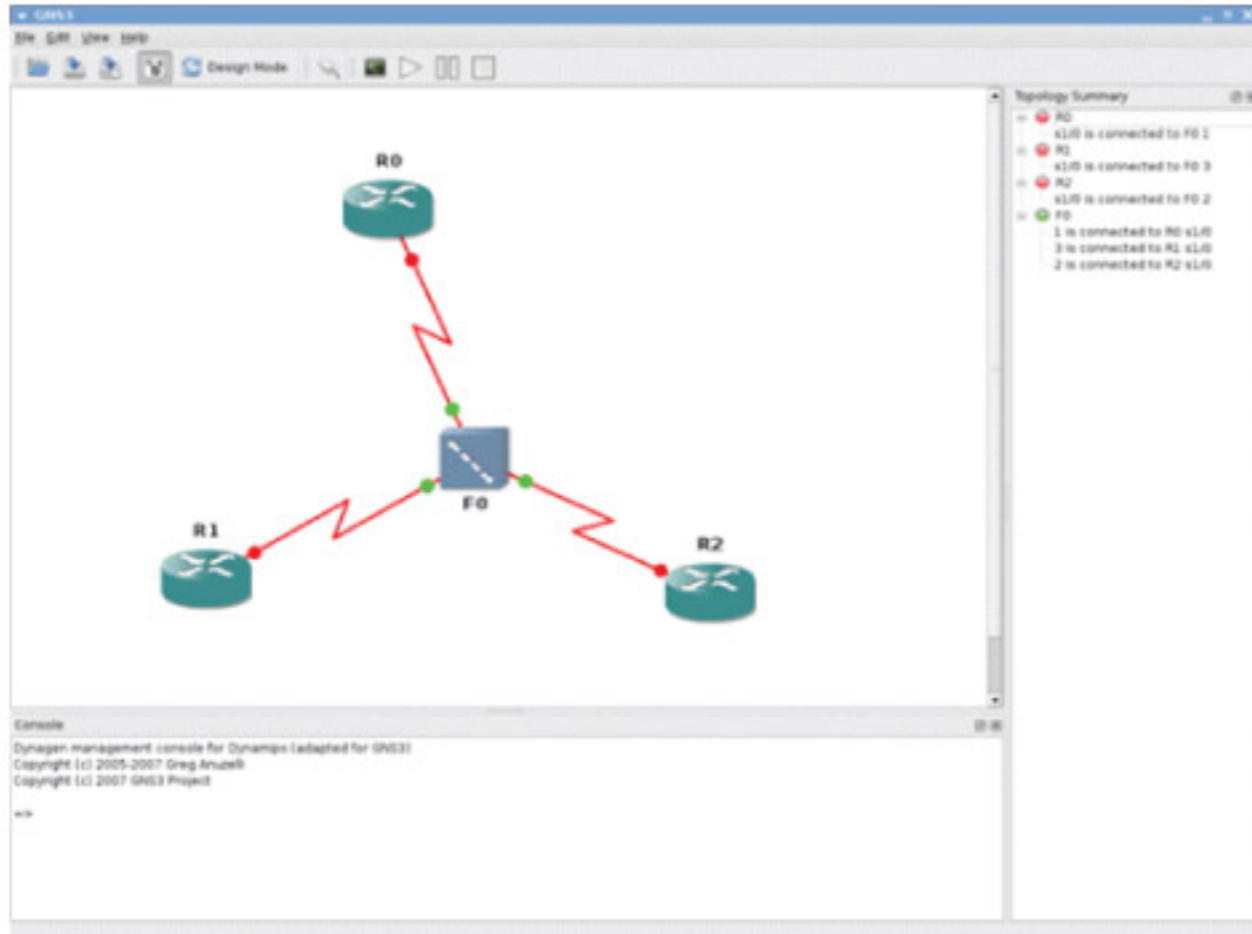 GNS3
File Edit View Help
Design Mode
Topology Summary
R0
s1/0 is connected to F0 1
R1
s1/0 is connected to F0 3
R2
s1/0 is connected to F0 2
F0
1 is connected to R0 s1/0
3 is connected to R1 s1/0
2 is connected to R2 s1/0
R0
F0
R1
R2
Console
Dynagen management console for Dynamips (adapted for GNS3)
Copyright (c) 2005-2007 Greg Anuzelli
Copyright (c) 2007 GNS3 Project
=>